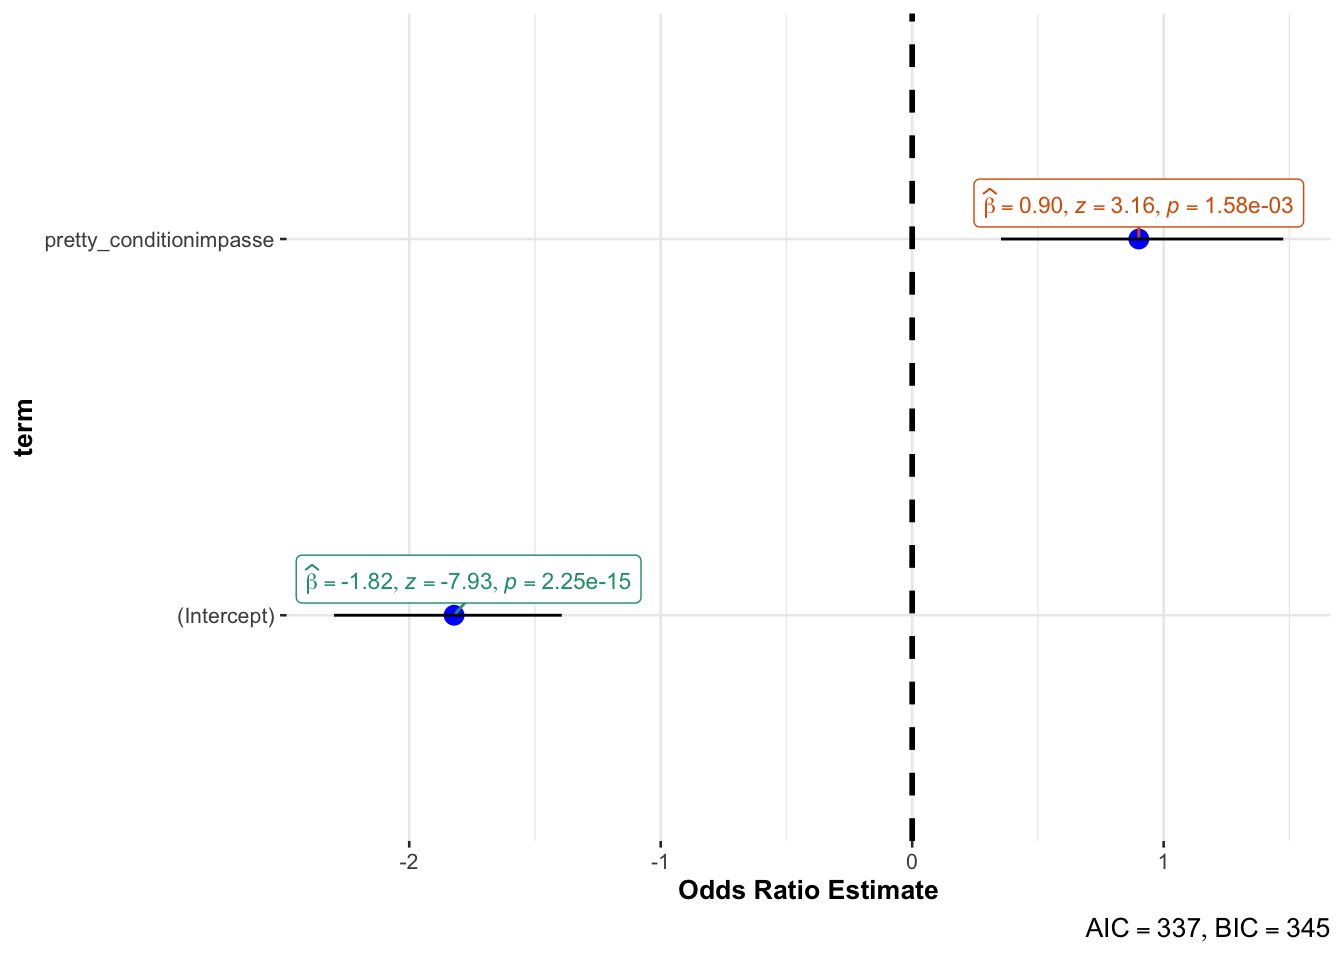 β̂ = 0.90, z = 3.16, p = 1.58e-03
pretty_conditionimpasse
term
β̂ = -1.82, z = -7.93, p = 2.25e-15
(Intercept)
-2 -1 0 1
Odds Ratio Estimate
AIC = 337, BIC = 345